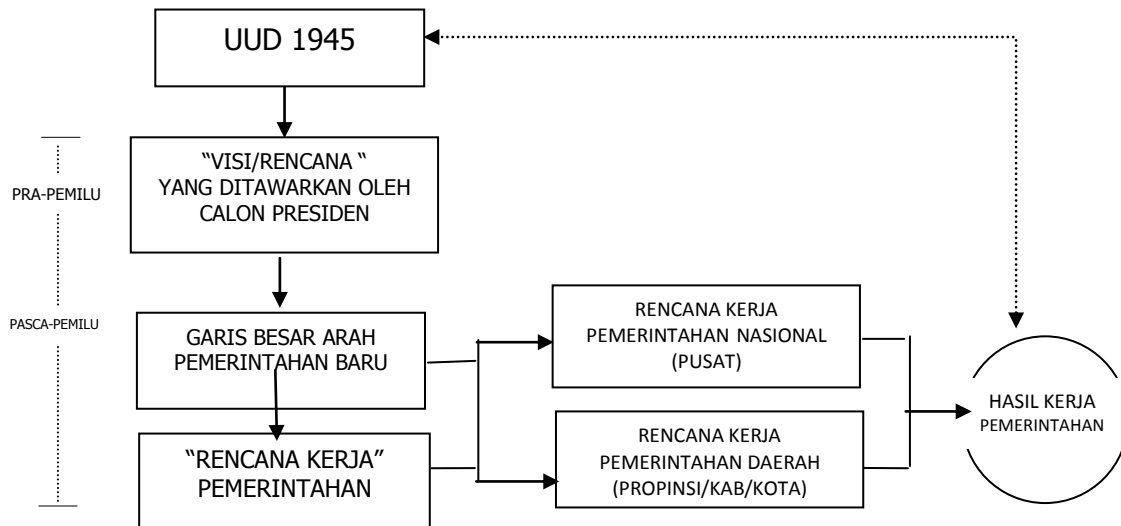 UUD 1945
"VISI/RENCANA "
YANG DITAWARKAN OLEH
CALON PRESIDEN
PRA-PEMILU
PASCA-PEMILU
GARIS BESAR ARAH
PEMERINTAHAN BARU
"RENCANA KERJA"
PEMERINTAHAN
RENCANA KERJA
PEMERINTAHAN NASIONAL
(PUSAT)
RENCANA KERJA
PEMERINTAHAN DAERAH
(PROPINSI/KAB/KOTA)
HASIL KERJA
PEMERINTAHAN